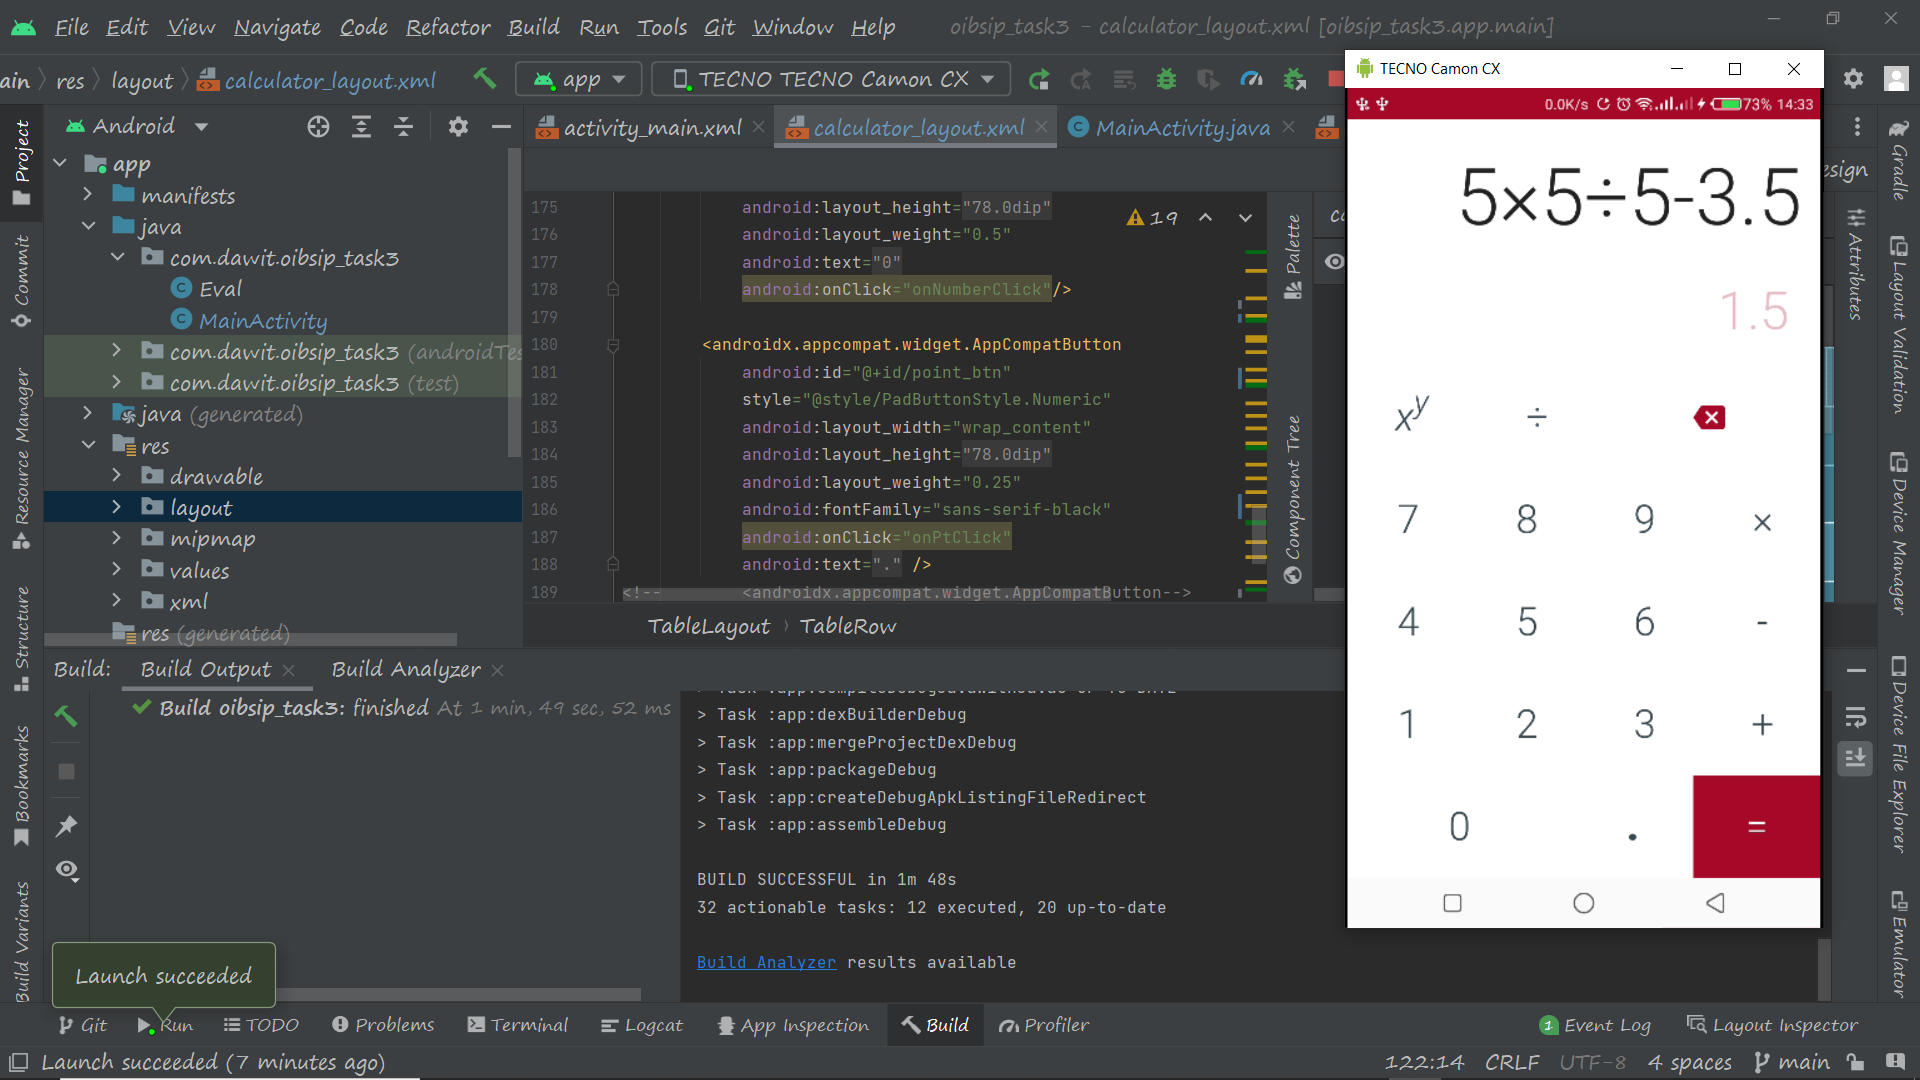 File Edit View Navigate Code Refactor Build Run Tools Git Window Help oibsip_task3 - calculator_layout.xml [oibsip_task3.app.main]
ain res layout calculator_layout.xml app TECNO TECNO Camon CX
Android
activity_main.xml calculator_layout.xml MainActivity.java
esign
Project
Commit
Resource Manager
Structure
Bookmarks
Build Variants
app
manifests
java
com.dawit.oibsip_task3
Eval
MainActivity
com.dawit.oibsip_task3 (androidTes
com.dawit.oibsip_task3 (test)
java (generated)
res
drawable
layout
mipmap
values
xml
res (generated)
19
175 android:layout_height="78.0dip"
176 android:layout_weight="0.5"
177 android:text="0"
178 android:onClick="onNumberClick"/>
179
180 <androidx.appcompat.widget.AppCompatButton
181 android:id="@+id/point_btn"
182 style="@style/PadButtonStyle.Numeric"
183 android:layout_width="wrap_content"
184 android:layout_height="78.0dip"
185 android:layout_weight="0.25"
186 android:fontFamily="sans-serif-black"
187 android:onClick="onPtClick"
188 android:text="." />
189 <!-- <androidx.appcompat.widget.AppCompatButton-->
TableLayout TableRow
Palette
Component Tree
TECNO Camon CX
0.0K/s 73% 14:33
5×5÷5-3.5
1.5
x^y ÷
7 8 9 ×
4 5 6 -
1 2 3 +
0 . =
Gradle
Attributes
Layout Validation
Device Manager
Device File Explorer
Emulator
Build: Build Output Build Analyzer
Build oibsip_task3: finished At 1 min, 49 sec, 52 ms
> Task :app:dexBuilderDebug
> Task :app:mergeProjectDexDebug
> Task :app:packageDebug
> Task :app:createDebugApkListingFileRedirect
> Task :app:assembleDebug
BUILD SUCCESSFUL in 1m 48s
32 actionable tasks: 12 executed, 20 up-to-date
Build Analyzer results available
Launch succeeded
Git Run TODO Problems Terminal Logcat App Inspection Build Profiler 1 Event Log Layout Inspector
Launch succeeded (7 minutes ago) 122:14 CRLF UTF-8 4 spaces main